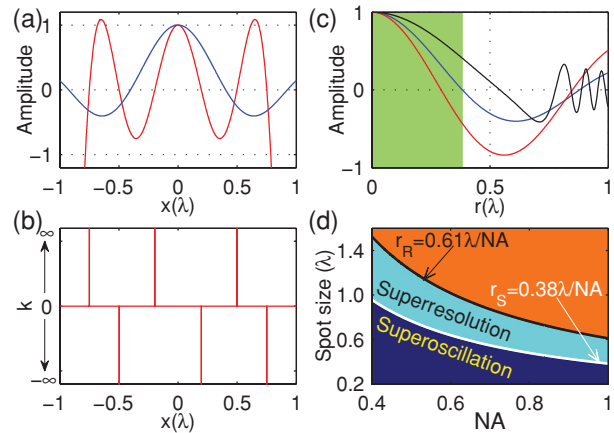 (a)
Amplitude
1
0
−1
−1 −0.5 0 0.5 1
x(λ)
(c)
Amplitude
1
0
−1
0 0.5 1
r(λ)
(b)
k
∞
0
−∞
−1 −0.5 0 0.5 1
x(λ)
(d)
Spot size (λ)
1.4
1.0
0.6
0.2
r_R=0.61λ/NA
r_S=0.38λ/NA
Superresolution
Superoscillation
0.4 0.6 0.8 1
NA